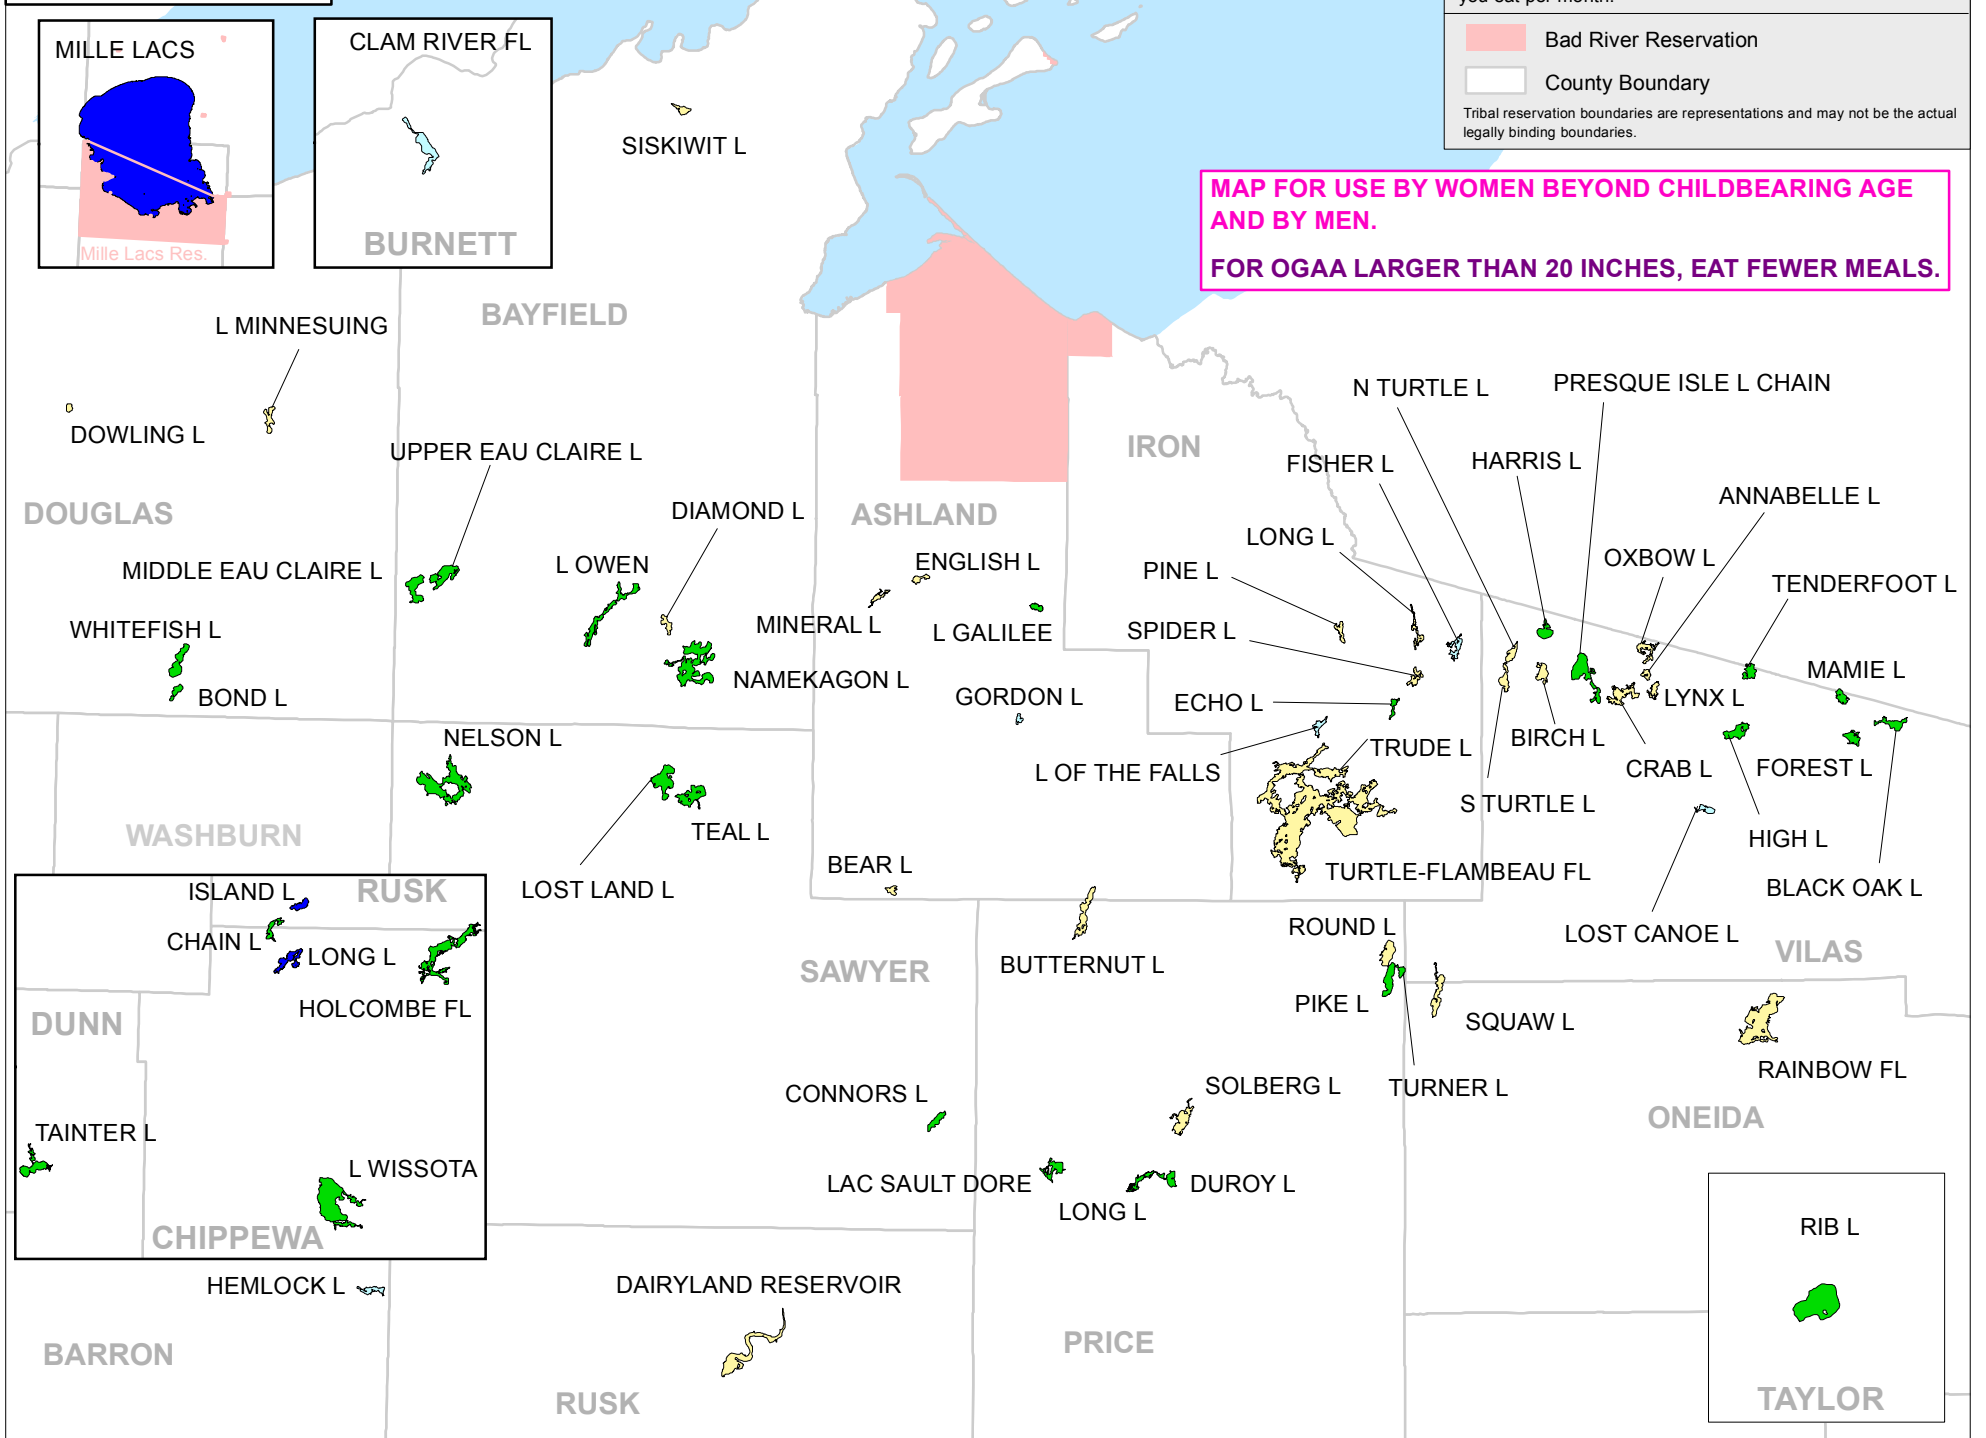 you eat per month.
Bad River Reservation
County Boundary
Tribal reservation boundaries are representations and may not be the actual
legally binding boundaries.
MAP FOR USE BY WOMEN BEYOND CHILDBEARING AGE
AND BY MEN.
FOR OGAA LARGER THAN 20 INCHES, EAT FEWER MEALS.
MILLE LACS
Mille Lacs Res.
CLAM RIVER FL
BURNETT
SISKIWIT L
BAYFIELD
L MINNESUING
DOWLING L
UPPER EAU CLAIRE L
DOUGLAS
DIAMOND L
ASHLAND
IRON
N TURTLE L
PRESQUE ISLE L CHAIN
FISHER L
HARRIS L
ANNABELLE L
LONG L
OXBOW L
TENDERFOOT L
MIDDLE EAU CLAIRE L
L OWEN
ENGLISH L
PINE L
WHITEFISH L
MINERAL L
L GALILEE
SPIDER L
BOND L
NAMEKAGON L
GORDON L
ECHO L
MAMIE L
LYNX L
NELSON L
TRUDE L
BIRCH L
L OF THE FALLS
CRAB L
FOREST L
S TURTLE L
WASHBURN
TEAL L
HIGH L
BEAR L
TURTLE-FLAMBEAU FL
LOST LAND L
BLACK OAK L
ISLAND L
RUSK
CHAIN L
LONG L
HOLCOMBE FL
DUNN
TAINTER L
L WISSOTA
CHIPPEWA
ROUND L
LOST CANOE L
VILAS
SAWYER
BUTTERNUT L
PIKE L
SQUAW L
RAINBOW FL
CONNORS L
SOLBERG L
TURNER L
ONEIDA
LAC SAULT DORE
DUROY L
LONG L
RIB L
HEMLOCK L
DAIRYLAND RESERVOIR
BARRON
PRICE
RUSK
TAYLOR